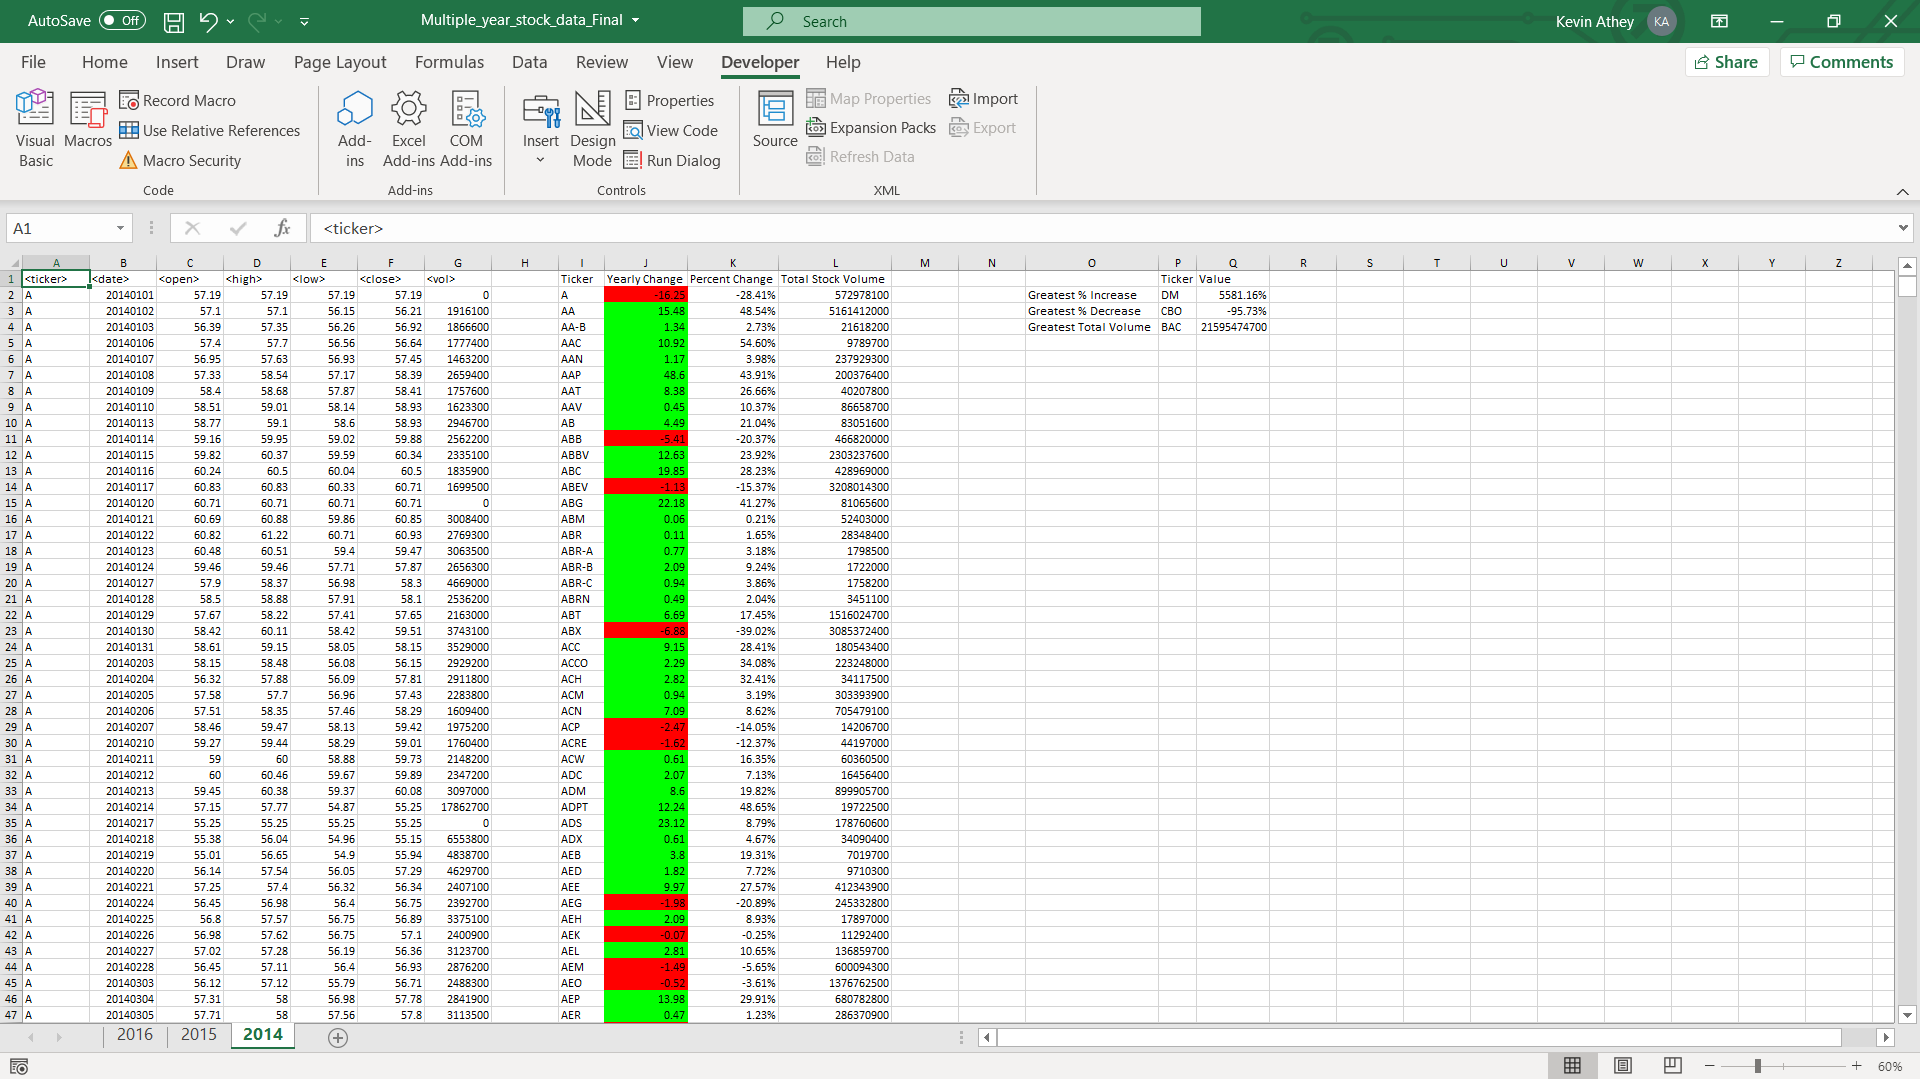 AutoSave Off Multiple_year_stock_data_Final Search Kevin Athey KA
File Home Insert Draw Page Layout Formulas Data Review View Developer Help Share Comments
Visual Basic
Macros
Record Macro
Use Relative References
Macro Security
Code
Add-ins
Excel Add-ins
COM Add-ins
Add-ins
Insert
Design Mode
Properties
View Code
Run Dialog
Controls
Source
Map Properties
Expansion Packs
Refresh Data
Import
Export
XML
A1 fx <ticker>
A B C D E F G H I J K L M N O P Q R S T U V W X Y Z
1 <ticker> <date> <open> <high> <low> <close> <vol> Ticker Yearly Change Percent Change Total Stock Volume Ticker Value
2 A 20140101 57.19 57.19 57.19 57.19 0 A -16.25 -28.41% 572978100 Greatest % Increase DM 5581.16%
3 A 20140102 57.1 57.1 56.15 56.21 1916100 AA 15.48 48.54% 5161412000 Greatest % Decrease CBO -95.73%
4 A 20140103 56.39 57.35 56.26 56.92 1866600 AA-B 1.34 2.73% 21618200 Greatest Total Volume BAC 21595474700
5 A 20140106 57.4 57.7 56.56 56.64 1777400 AAC 10.92 54.60% 9789700
6 A 20140107 56.95 57.63 56.93 57.45 1463200 AAN 1.17 3.98% 237929300
7 A 20140108 57.33 58.54 57.17 58.39 2659400 AAP 48.6 43.91% 200376400
8 A 20140109 58.4 58.68 57.87 58.41 1757600 AAT 8.38 26.66% 40207800
9 A 20140110 58.51 59.01 58.14 58.93 1623300 AAV 0.45 10.37% 86658700
10 A 20140113 58.77 59.1 58.6 58.93 2946700 AB 4.49 21.04% 83051600
11 A 20140114 59.16 59.95 59.02 59.88 2562200 ABB -5.41 -20.37% 466820000
12 A 20140115 59.82 60.37 59.59 60.34 2335100 ABBV 12.63 23.92% 2303237600
13 A 20140116 60.24 60.5 60.04 60.5 1835900 ABC 19.85 28.23% 428969000
14 A 20140117 60.83 60.83 60.33 60.71 1699500 ABEV -1.13 -15.37% 3208014300
15 A 20140120 60.71 60.71 60.71 60.71 0 ABG 22.18 41.27% 81065600
16 A 20140121 60.69 60.88 59.86 60.85 3008400 ABM 0.06 0.21% 52403000
17 A 20140122 60.82 61.22 60.71 60.93 2769300 ABR 0.11 1.65% 28348400
18 A 20140123 60.48 60.51 59.4 59.47 3063500 ABR-A 0.77 3.18% 1798500
19 A 20140124 59.46 59.46 57.71 57.87 2656300 ABR-B 2.09 9.24% 1722000
20 A 20140127 57.9 58.37 56.98 58.3 4669000 ABR-C 0.94 3.86% 1758200
21 A 20140128 58.5 58.88 57.91 58.1 2536200 ABRN 0.49 2.04% 3451100
22 A 20140129 57.67 58.22 57.41 57.65 2163000 ABT 6.69 17.45% 1516024700
23 A 20140130 58.42 60.11 58.42 59.51 3743100 ABX -6.88 -39.02% 3085372400
24 A 20140131 58.61 59.15 58.05 58.15 3529000 ACC 9.15 28.41% 180543400
25 A 20140203 58.15 58.48 56.08 56.15 2929200 ACCO 2.29 34.08% 223248000
26 A 20140204 56.32 57.88 56.09 57.81 2911800 ACH 2.82 32.41% 34117500
27 A 20140205 57.58 57.7 56.96 57.43 2283800 ACM 0.94 3.19% 303393900
28 A 20140206 57.51 58.35 57.46 58.29 1609400 ACN 7.09 8.62% 705479100
29 A 20140207 58.46 59.47 58.13 59.42 1975200 ACP -2.47 -14.05% 14206700
30 A 20140210 59.27 59.44 58.29 59.01 1760400 ACRE -1.62 -12.37% 44197000
31 A 20140211 59 60 58.88 59.73 2148200 ACW 0.61 16.35% 60360500
32 A 20140212 60 60.46 59.67 59.89 2347200 ADC 2.07 7.13% 16456400
33 A 20140213 59.45 60.38 59.37 60.08 3097000 ADM 8.6 19.82% 899905700
34 A 20140214 57.15 57.77 54.87 55.25 17862700 ADPT 12.24 48.65% 19722500
35 A 20140217 55.25 55.25 55.25 55.25 0 ADS 23.12 8.79% 178760600
36 A 20140218 55.38 56.04 54.96 55.15 6553800 ADX 0.61 4.67% 34090400
37 A 20140219 55.01 56.65 54.9 55.94 4838700 AEB 3.8 19.31% 7019700
38 A 20140220 56.14 57.54 56.05 57.29 4629700 AED 1.82 7.72% 9710300
39 A 20140221 57.25 57.4 56.32 56.34 2407100 AEE 9.97 27.57% 412343900
40 A 20140224 56.45 56.98 56.4 56.75 2392700 AEG -1.98 -20.89% 245332800
41 A 20140225 56.8 57.57 56.75 56.89 3375100 AEH 2.09 8.93% 17897000
42 A 20140226 56.98 57.62 56.75 57.1 2400900 AEK -0.07 -0.25% 11292400
43 A 20140227 57.02 57.28 56.19 56.36 3123700 AEL 2.81 10.65% 136859700
44 A 20140228 56.45 57.11 56.4 56.93 2876200 AEM -1.49 -5.65% 600094300
45 A 20140303 56.12 57.12 55.79 56.71 2488300 AEO -0.52 -3.61% 1376762500
46 A 20140304 57.31 58 56.98 57.78 2841900 AEP 13.98 29.91% 680782800
47 A 20140305 57.71 58 57.56 57.8 3113500 AER 0.47 1.23% 286370900
2016 2015 2014
60%